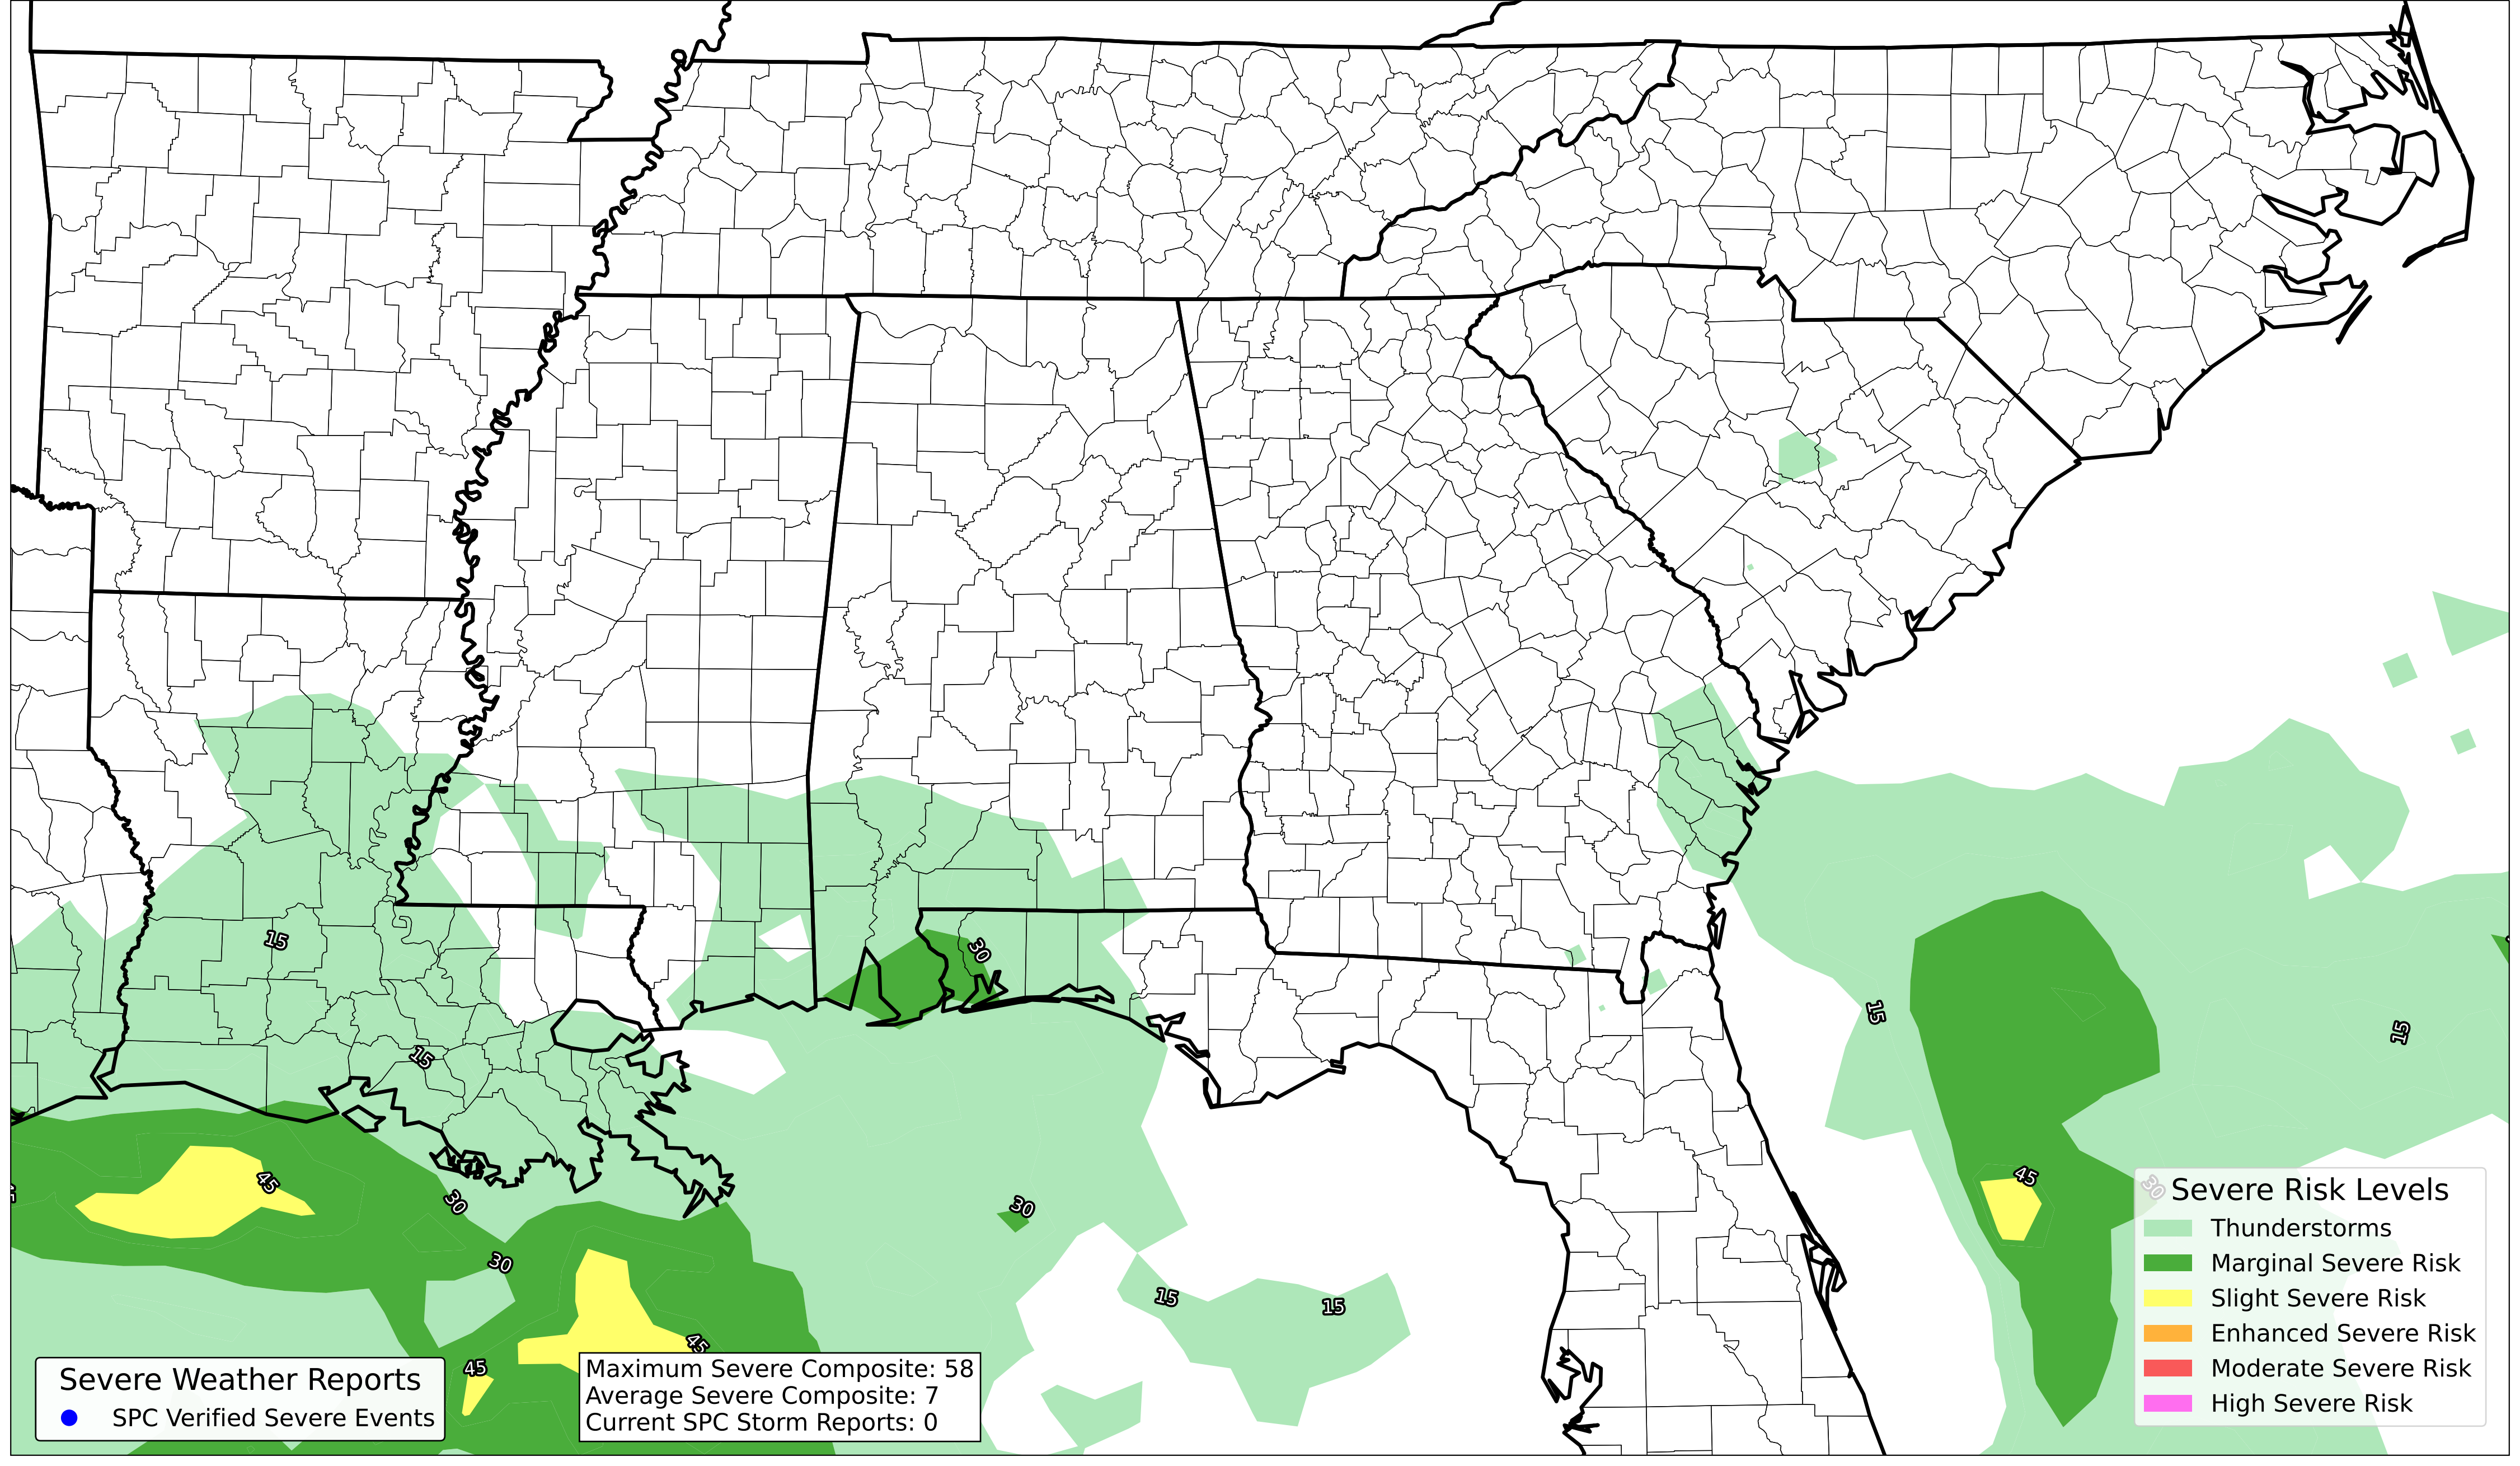 15
30
15
15
15
45
45
30
45
30
30
30
15
15
45
45
Severe Risk Levels
Thunderstorms
Marginal Severe Risk
Slight Severe Risk
Enhanced Severe Risk
Moderate Severe Risk
High Severe Risk
Severe Weather Reports
SPC Verified Severe Events
Maximum Severe Composite: 58
Average Severe Composite: 7
Current SPC Storm Reports: 0